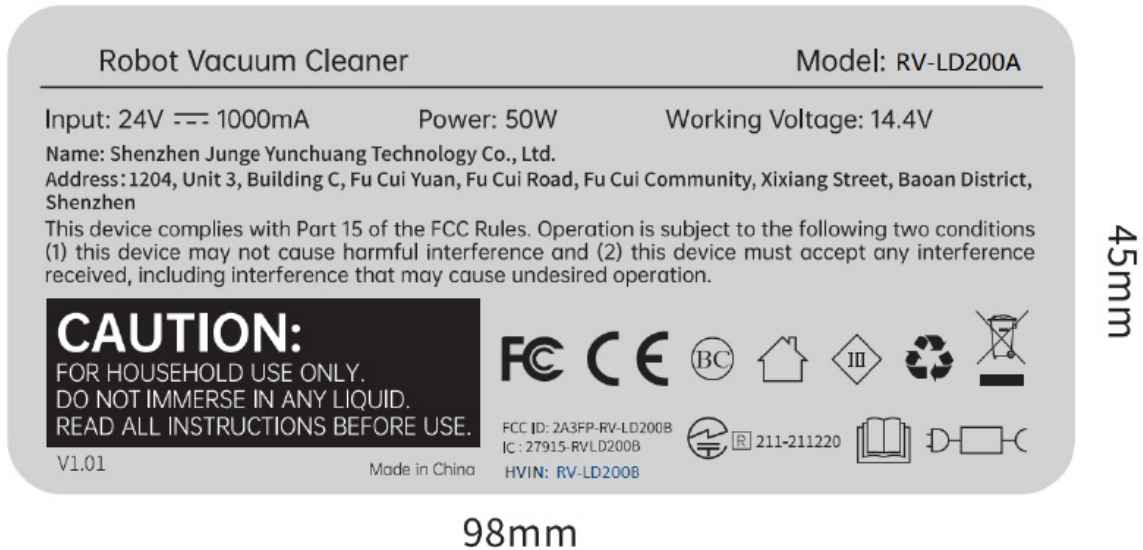 Robot Vacuum Cleaner Model: RV-LD200A
Input: 24V ⎓ 1000mA Power: 50W Working Voltage: 14.4V
Name: Shenzhen Junge Yunchuang Technology Co., Ltd.
Address:1204, Unit 3, Building C, Fu Cui Yuan, Fu Cui Road, Fu Cui Community, Xixiang Street, Baoan District,
Shenzhen
This device complies with Part 15 of the FCC Rules. Operation is subject to the following two conditions
(1) this device may not cause harmful interference and (2) this device must accept any interference
received, including interference that may cause undesired operation.
CAUTION:
FOR HOUSEHOLD USE ONLY.
DO NOT IMMERSE IN ANY LIQUID.
READ ALL INSTRUCTIONS BEFORE USE.
FC CE BC III
FCC ID: 2A3FP-RV-LD200B
IC : 27915-RVLD200B
HVIN: RV-LD200B
R 211-211220
V1.01
Made in China
45mm
98mm